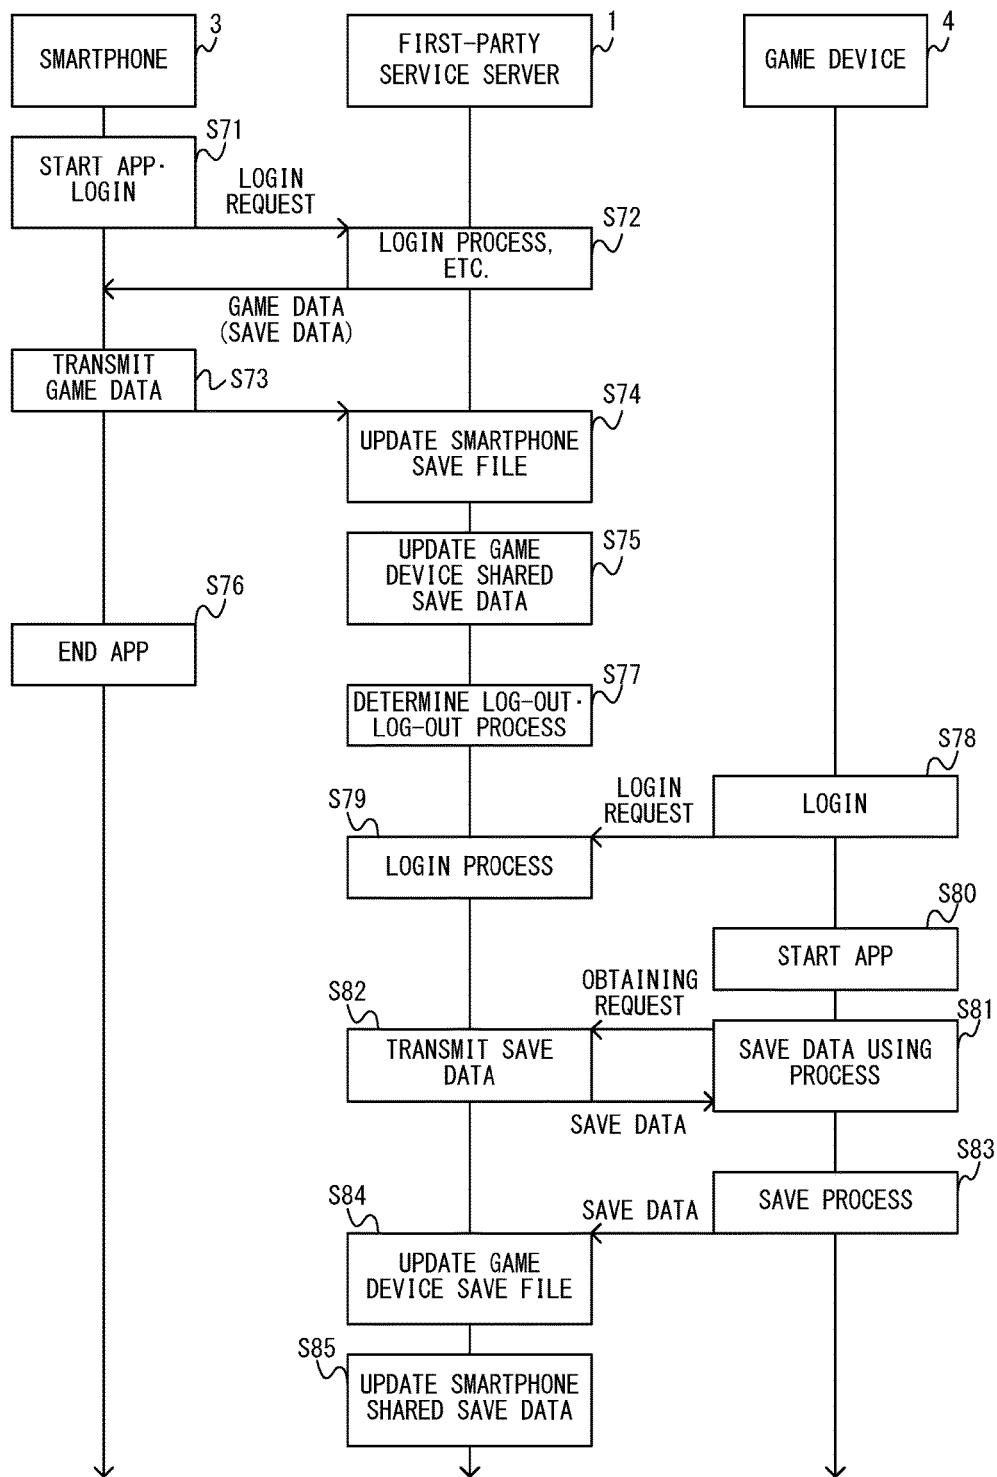 3
SMARTPHONE
1
FIRST-PARTY
SERVICE SERVER
4
GAME DEVICE
S71
START APP·
LOGIN
LOGIN
REQUEST
S72
LOGIN PROCESS,
ETC.
GAME DATA
(SAVE DATA)
TRANSMIT
GAME DATA
S73
S74
UPDATE SMARTPHONE
SAVE FILE
S75
UPDATE GAME
DEVICE SHARED
SAVE DATA
S76
END APP
S77
DETERMINE LOG-OUT·
LOG-OUT PROCESS
S78
LOGIN
LOGIN
REQUEST
S79
LOGIN PROCESS
S80
START APP
OBTAINING
REQUEST
S81
SAVE DATA USING
PROCESS
S82
TRANSMIT SAVE
DATA
SAVE DATA
S83
SAVE PROCESS
SAVE DATA
S84
UPDATE GAME
DEVICE SAVE FILE
S85
UPDATE SMARTPHONE
SHARED SAVE DATA